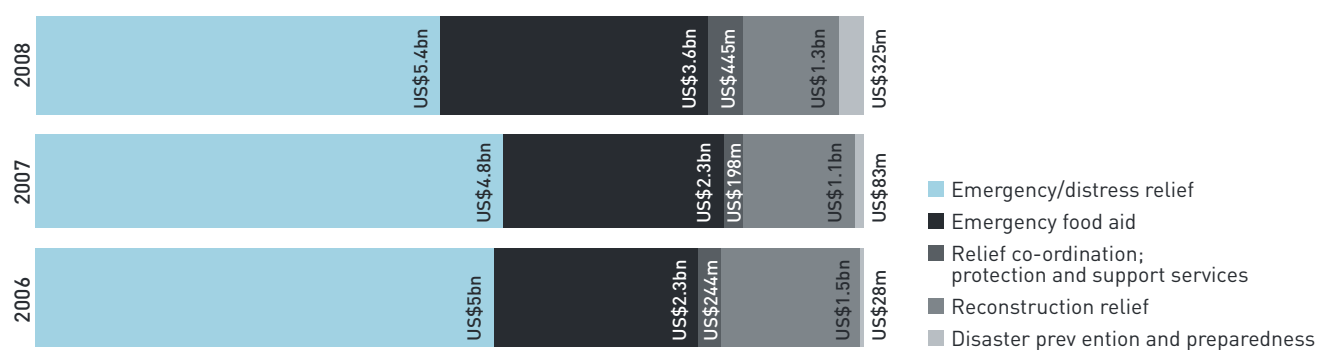 2008
US$5.4bn
US$3.6bn
US$445m
US$1.3bn
US$325m
2007
US$4.8bn
US$2.3bn
US$198m
US$1.1bn
US$83m
2006
US$5bn
US$2.3bn
US$244m
US$1.5bn
US$28m
Emergency/distress relief
Emergency food aid
Relief co-ordination;
protection and support services
Reconstruction relief
Disaster prev ention and preparedness